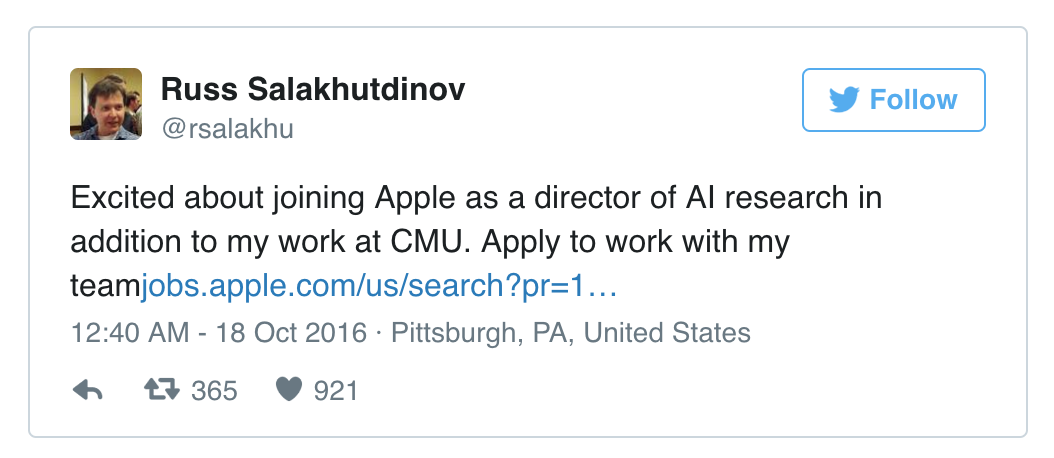 Russ Salakhutdinov
@rsalakhu
Follow
Excited about joining Apple as a director of AI research in
addition to my work at CMU. Apply to work with my
teamjobs.apple.com/us/search?pr=1…
12:40 AM - 18 Oct 2016 · Pittsburgh, PA, United States
365 921